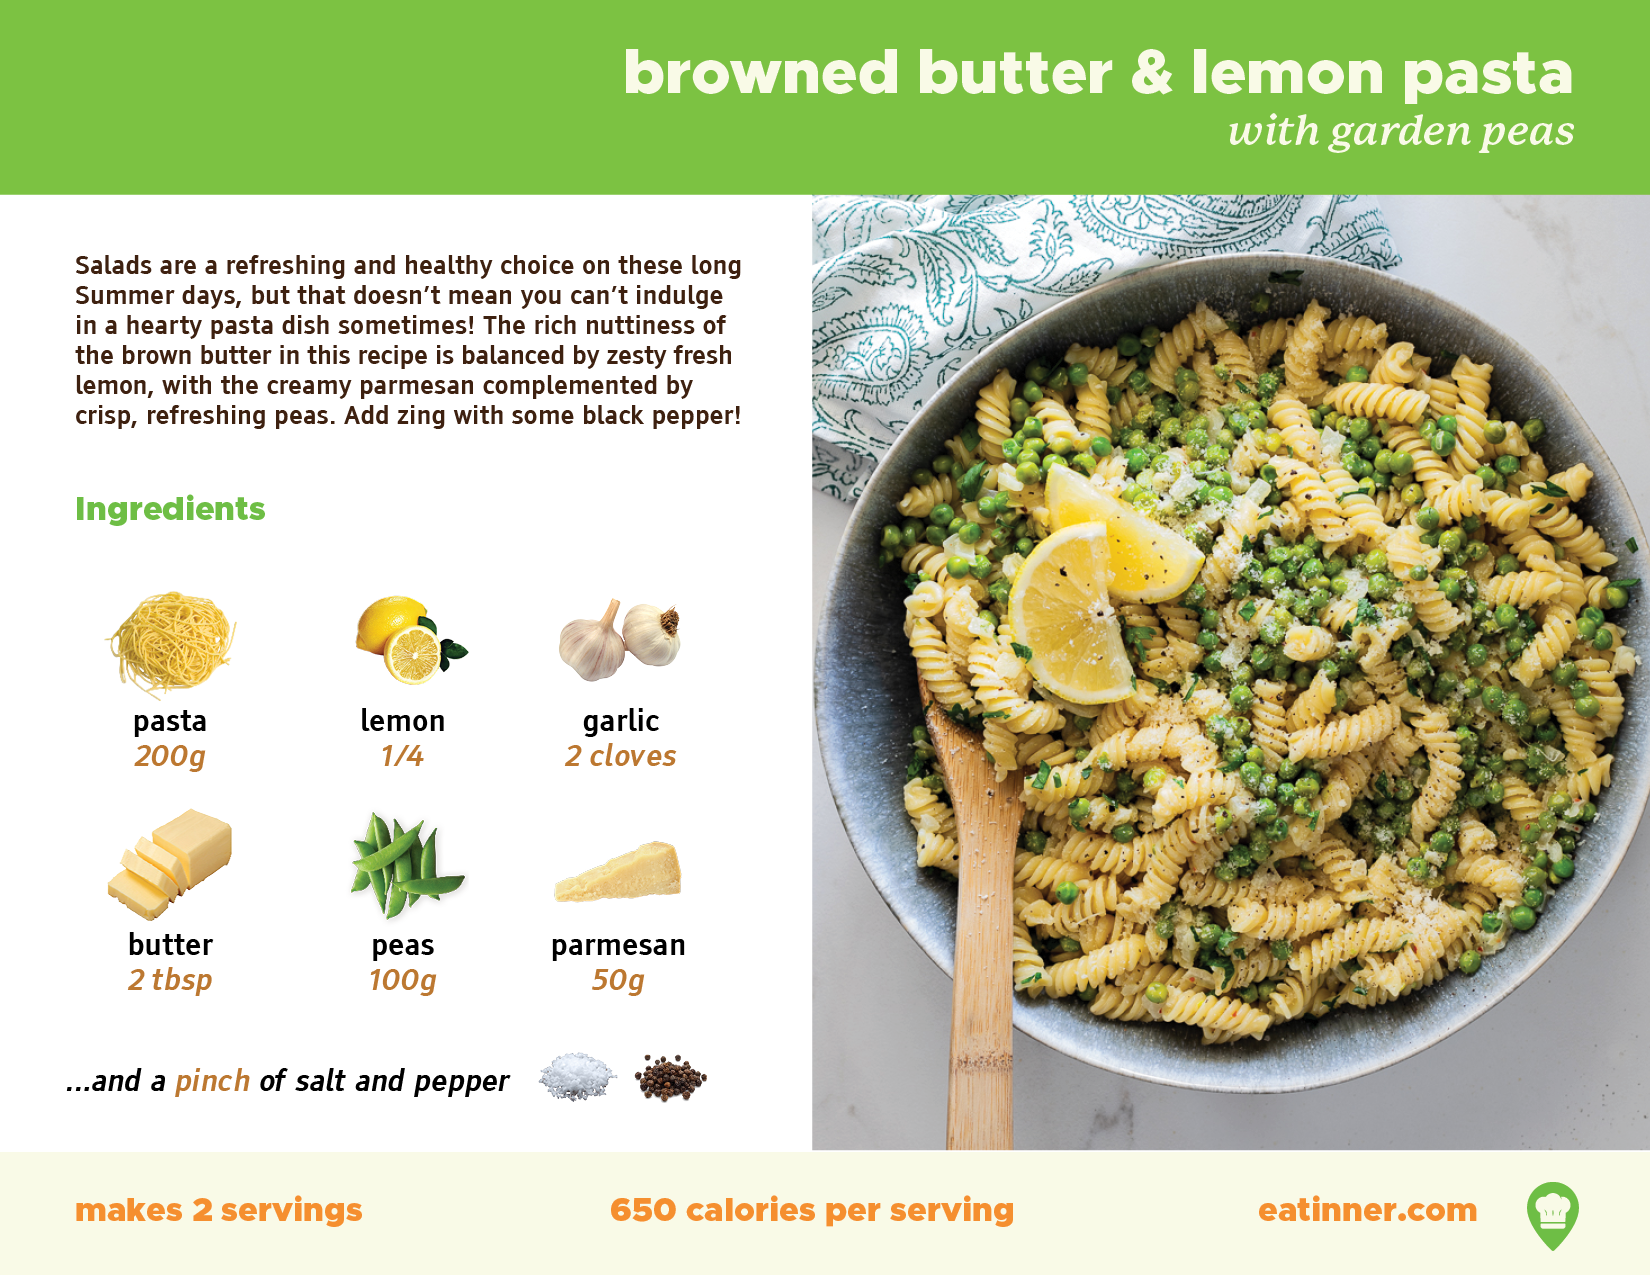 browned butter & lemon pasta
with garden peas
Salads are a refreshing and healthy choice on these long
Summer days, but that doesn’t mean you can’t indulge
in a hearty pasta dish sometimes! The rich nuttiness of
the brown butter in this recipe is balanced by zesty fresh
lemon, with the creamy parmesan complemented by
crisp, refreshing peas. Add zing with some black pepper!
Ingredients
pasta
200g
lemon
1/4
garlic
2 cloves
butter
2 tbsp
peas
100g
parmesan
50g
...and a pinch of salt and pepper
makes 2 servings
650 calories per serving
eatinner.com